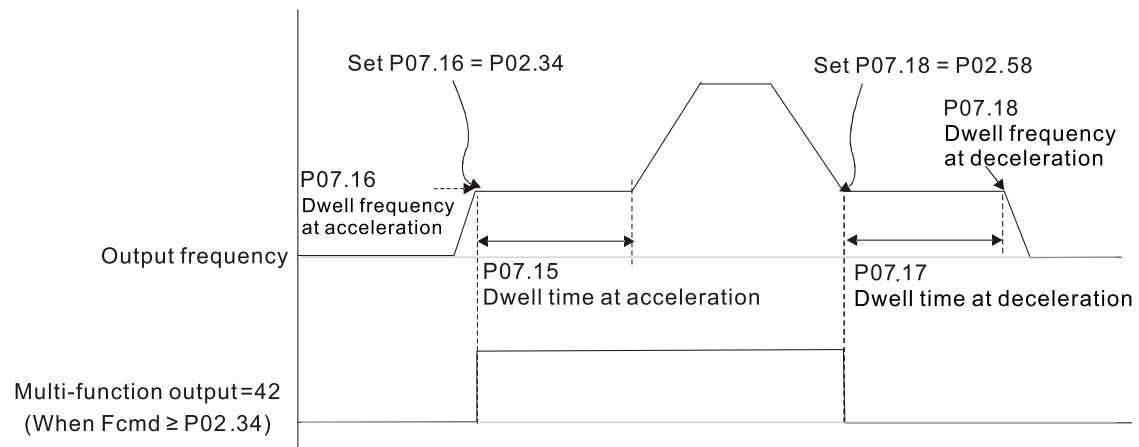 Set P07.16 = P02.34
Set P07.18 = P02.58
P07.18
Dwell frequency
at deceleration
P07.16
Dwell frequency
at acceleration
Output frequency
P07.15
Dwell time at acceleration
P07.17
Dwell time at deceleration
Multi-function output=42
(When Fcmd ≥ P02.34)